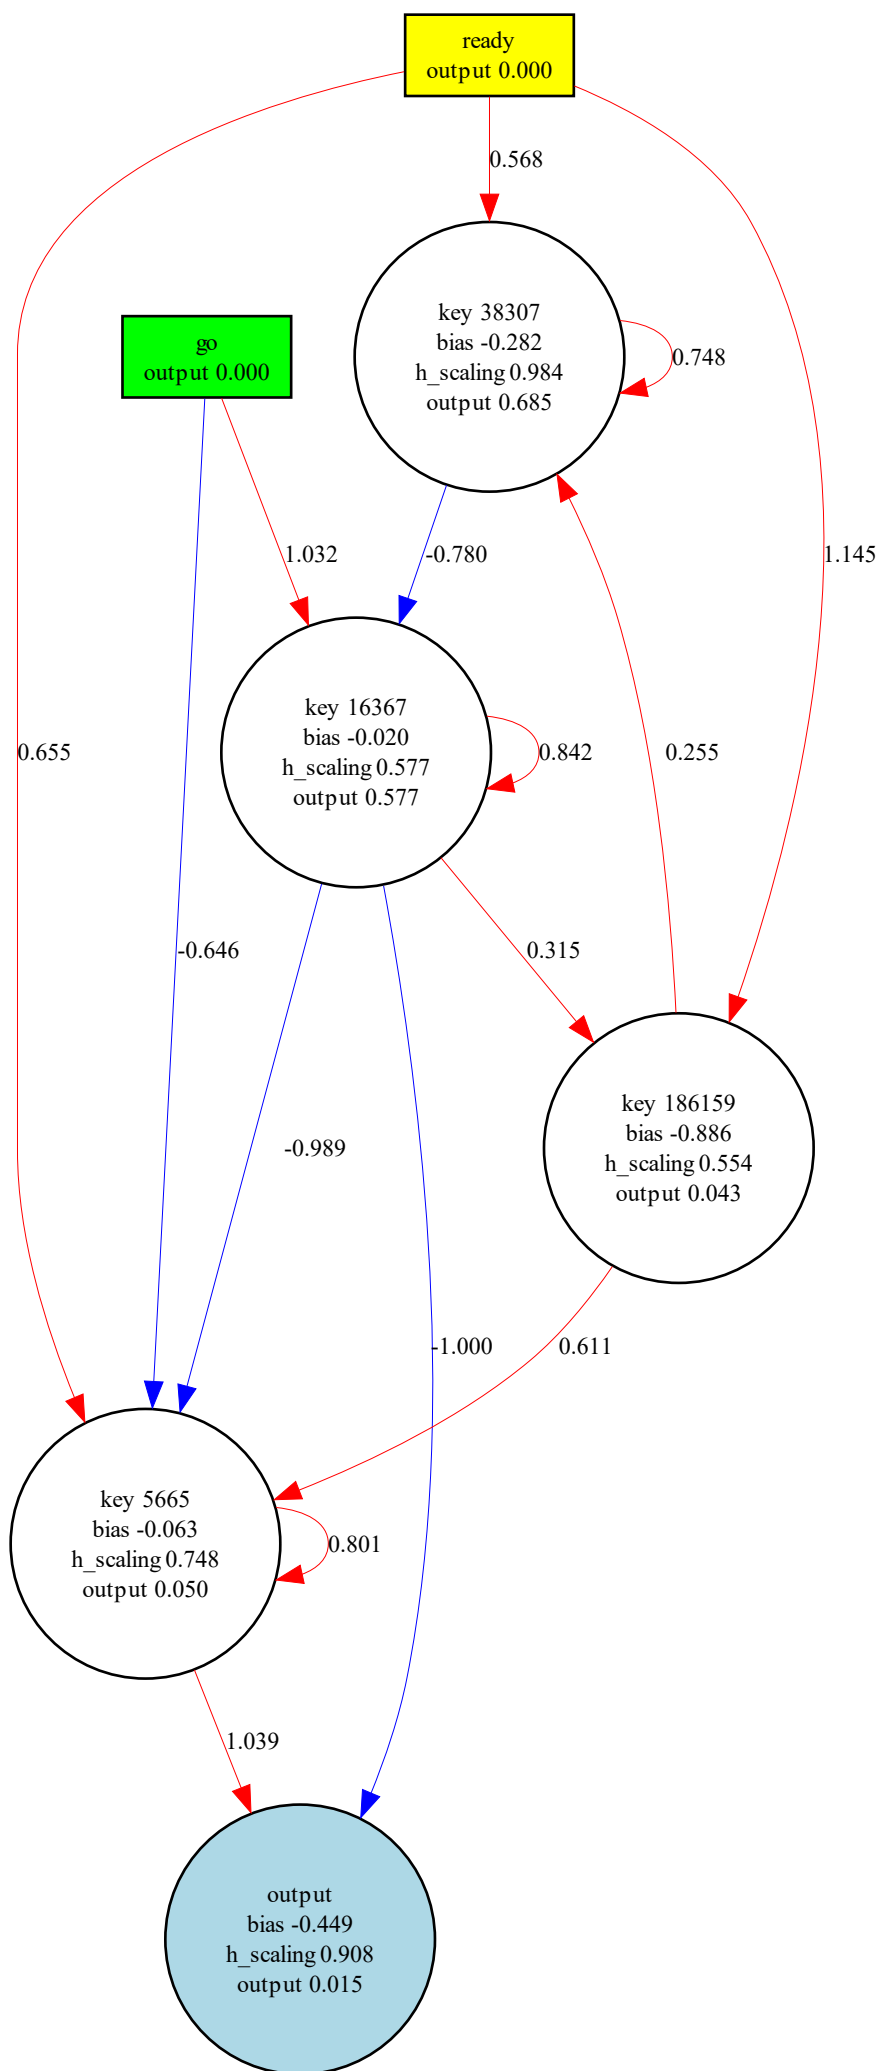 ready
output 0.000
0.568
go
output 0.000
key 38307
bias -0.282
h_scaling 0.984
output 0.685
0.748
1.032
-0.780
1.145
key 16367
bias -0.020
h_scaling 0.577
output 0.577
0.655
0.842
0.255
-0.646
0.315
key 186159
bias -0.886
h_scaling 0.554
output 0.043
-0.989
-1.000
0.611
key 5665
bias -0.063
h_scaling 0.748
output 0.050
0.801
1.039
output
bias -0.449
h_scaling 0.908
output 0.015